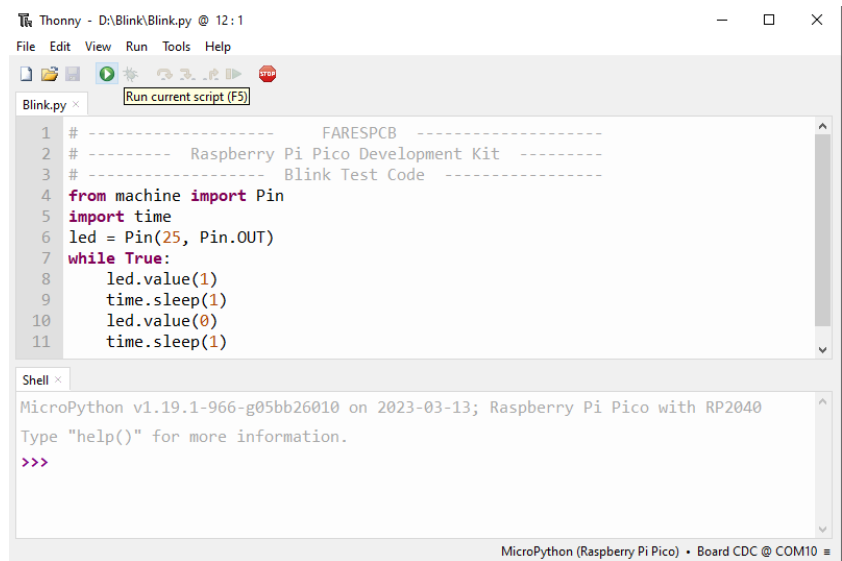 Thonny - D:\Blink\Blink.py @ 12:1
File Edit View Run Tools Help
STOP
Blink.py ×
Run current script (F5)
1 # -------------------- FARESPCB --------------------
2 # --------- Raspberry Pi Pico Development Kit ---------
3 # ------------------- Blink Test Code -----------------
4 from machine import Pin
5 import time
6 led = Pin(25, Pin.OUT)
7 while True:
8 led.value(1)
9 time.sleep(1)
10 led.value(0)
11 time.sleep(1)
Shell ×
MicroPython v1.19.1-966-g05bb26010 on 2023-03-13; Raspberry Pi Pico with RP2040
Type "help()" for more information.
>>>
MicroPython (Raspberry Pi Pico) • Board CDC @ COM10 ≡